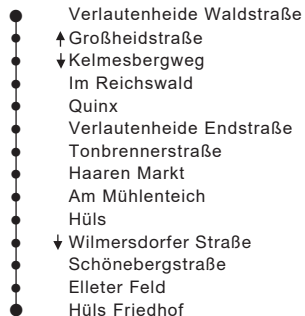 Verlautenheide Waldstraße
Großheidstraße
Kelmesbergweg
Im Reichswald
Quinx
Verlautenheide Endstraße
Tonbrennerstraße
Haaren Markt
Am Mühlenteich
Hüls
Wilmersdorfer Straße
Schönebergstraße
Elleter Feld
Hüls Friedhof